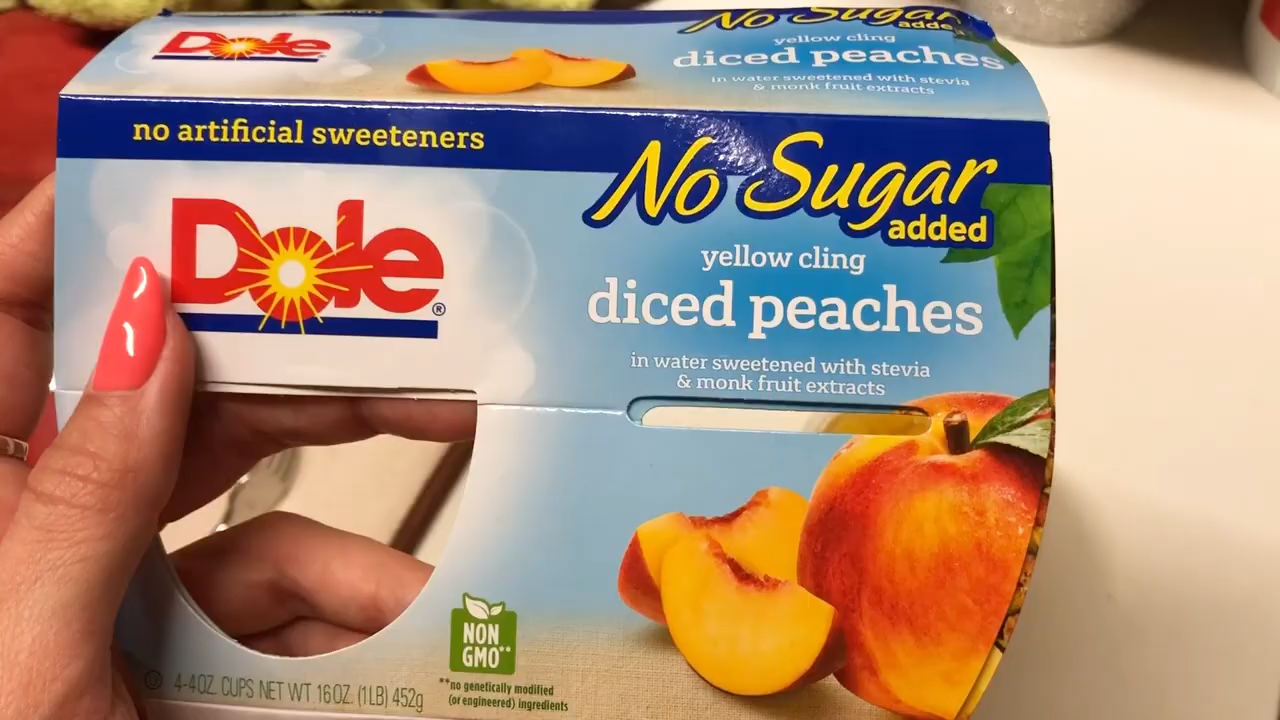 Dole
No Sugar
added
yellow cling
diced peaches
in water sweetened with stevia
& monk fruit extracts
no artificial sweeteners
Dole®
No Sugar
added
yellow cling
diced peaches
in water sweetened with stevia
& monk fruit extracts
NON
GMO**
**no genetically modified
(or engineered) ingredients
4-4OZ. CUPS NET WT. 16OZ. (1LB) 452g